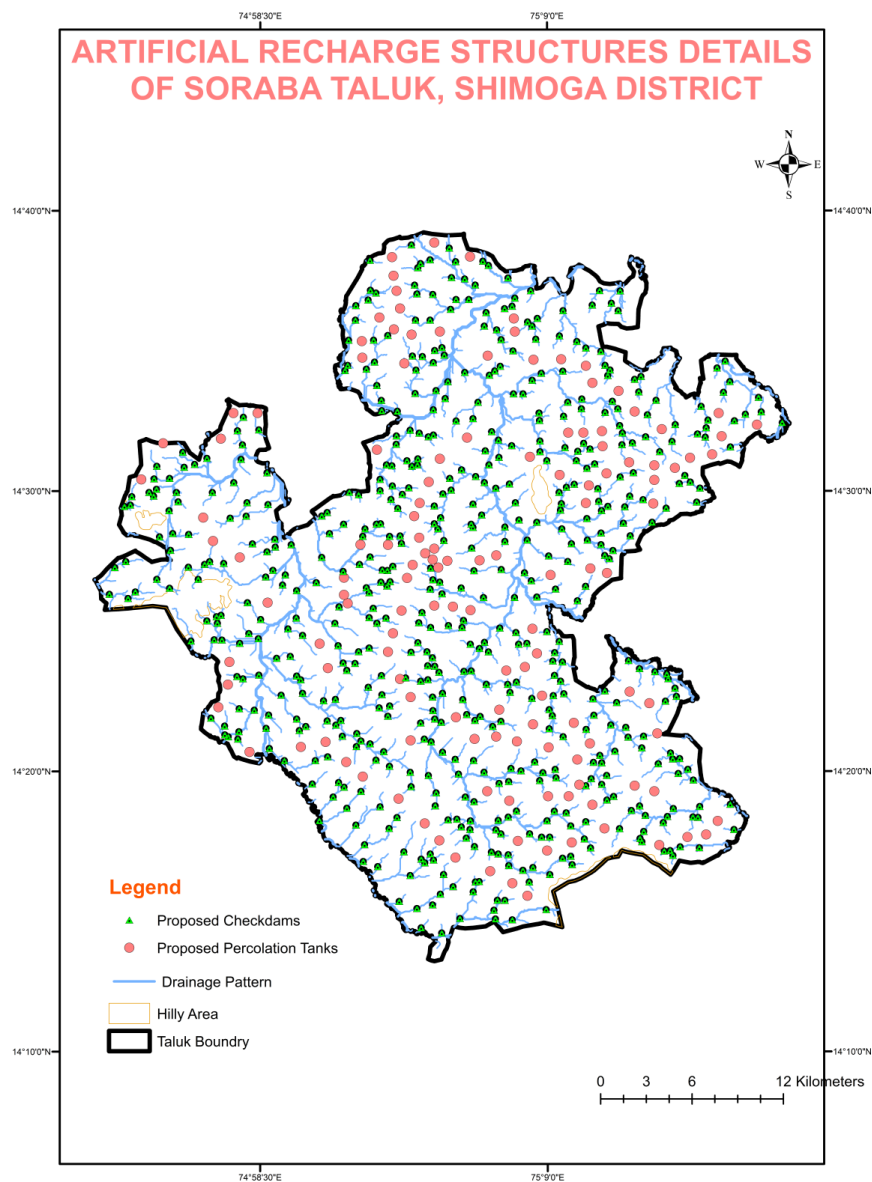 74°58'30"E 75°9'0"E
ARTIFICIAL RECHARGE STRUCTURES DETAILS
OF SORABA TALUK, SHIMOGA DISTRICT
N
W E
S
14°40'0"N 14°40'0"N
14°30'0"N 14°30'0"N
14°20'0"N 14°20'0"N
Legend
Proposed Checkdams
Proposed Percolation Tanks
Drainage Pattern
Hilly Area
Taluk Boundry
14°10'0"N 14°10'0"N
0 3 6 12 Kilometers
74°58'30"E 75°9'0"E